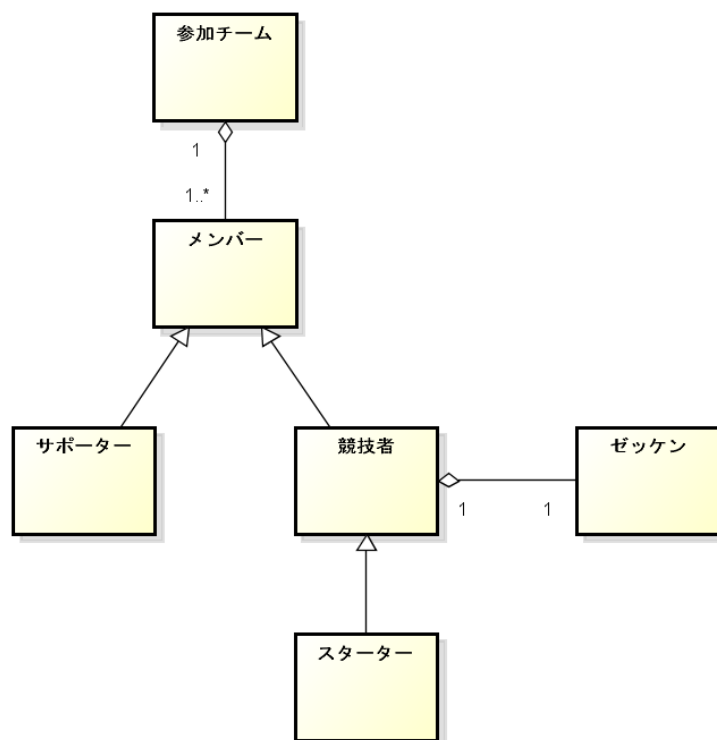 参加チーム
1
1..*
メンバー
サポーター
競技者
ゼッケン
1
1
スターター